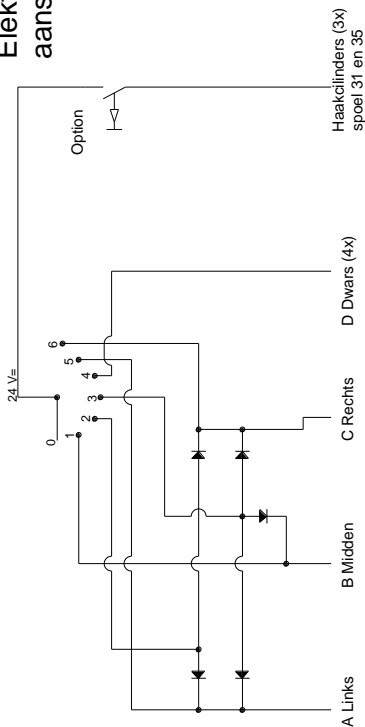 Elek
aans
24 V=
0
1
2
3
4
5
6
Option
A Links
B Midden
C Rechts
D Dwars (4x)
Haakcilinders (3x)
spoel 31 en 35